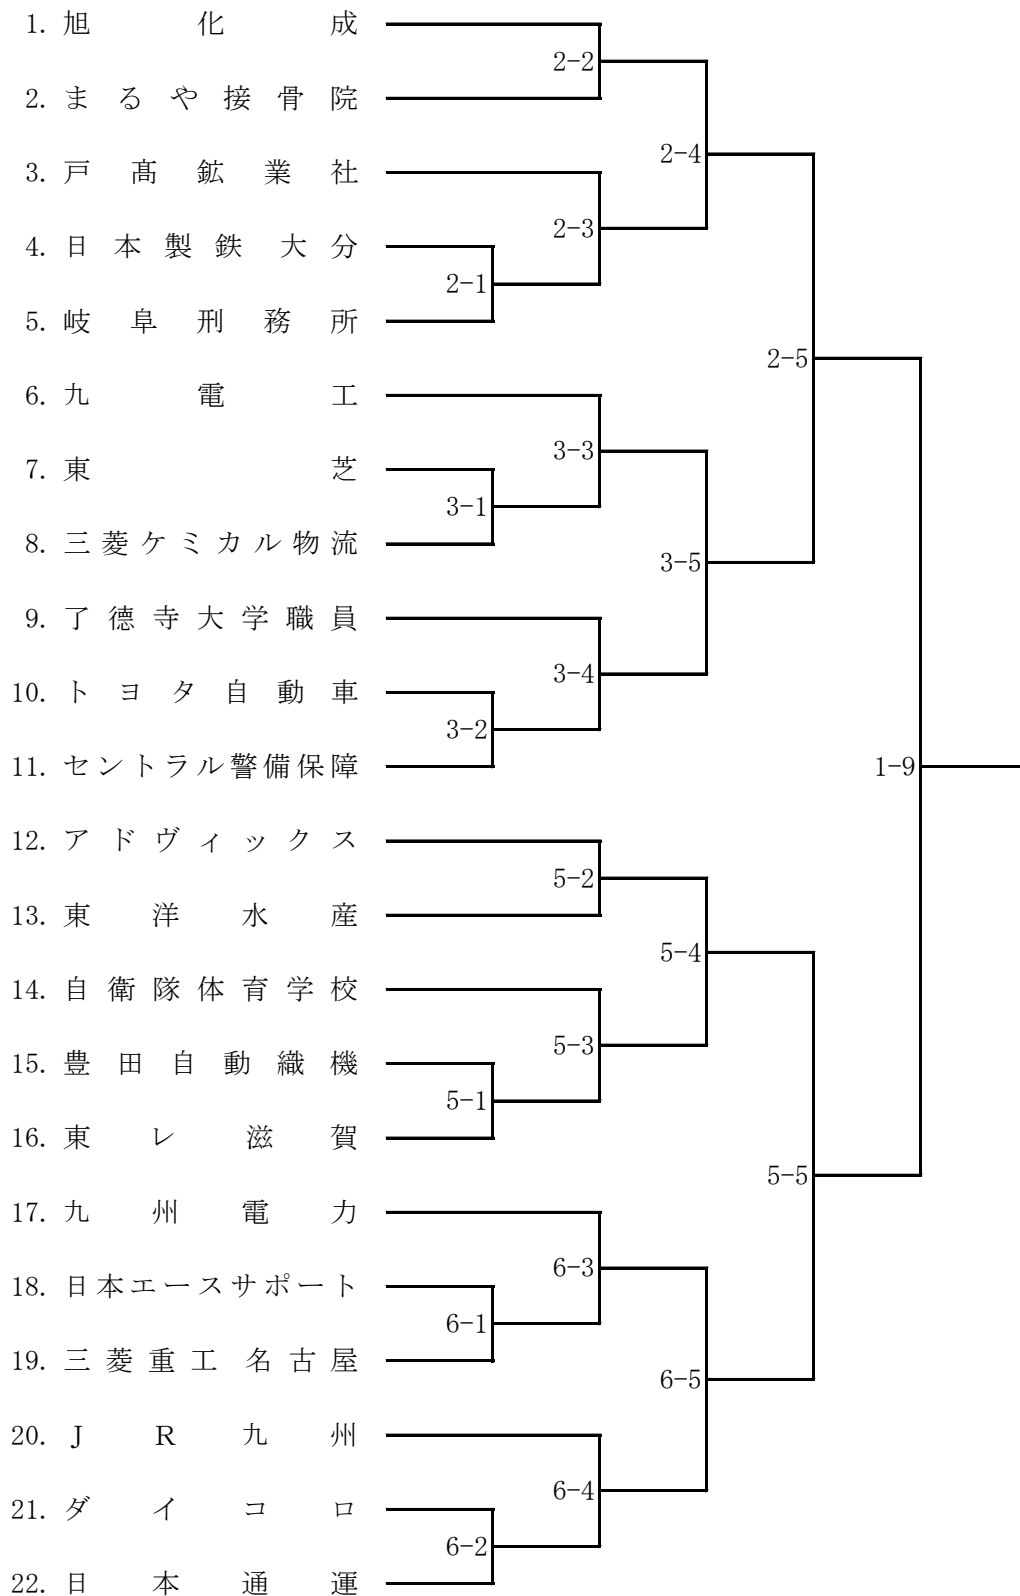 1. 旭化成
2-2
2. まるや接骨院
2-4
3. 戸髙鉱業社
2-3
4. 日本製鉄大分
2-1
5. 岐阜刑務所
2-5
6. 九電工
3-3
7. 東芝
3-1
8. 三菱ケミカル物流
3-5
9. 了徳寺大学職員
3-4
10. トヨタ自動車
3-2
11. セントラル警備保障
1-9
12. アドヴィックス
5-2
13. 東洋水産
5-4
14. 自衛隊体育学校
5-3
15. 豊田自動織機
5-1
16. 東レ滋賀
5-5
17. 九州電力
6-3
18. 日本エースサポート
6-1
19. 三菱重工名古屋
6-5
20. JR九州
6-4
21. ダイコロ
6-2
22. 日本通運